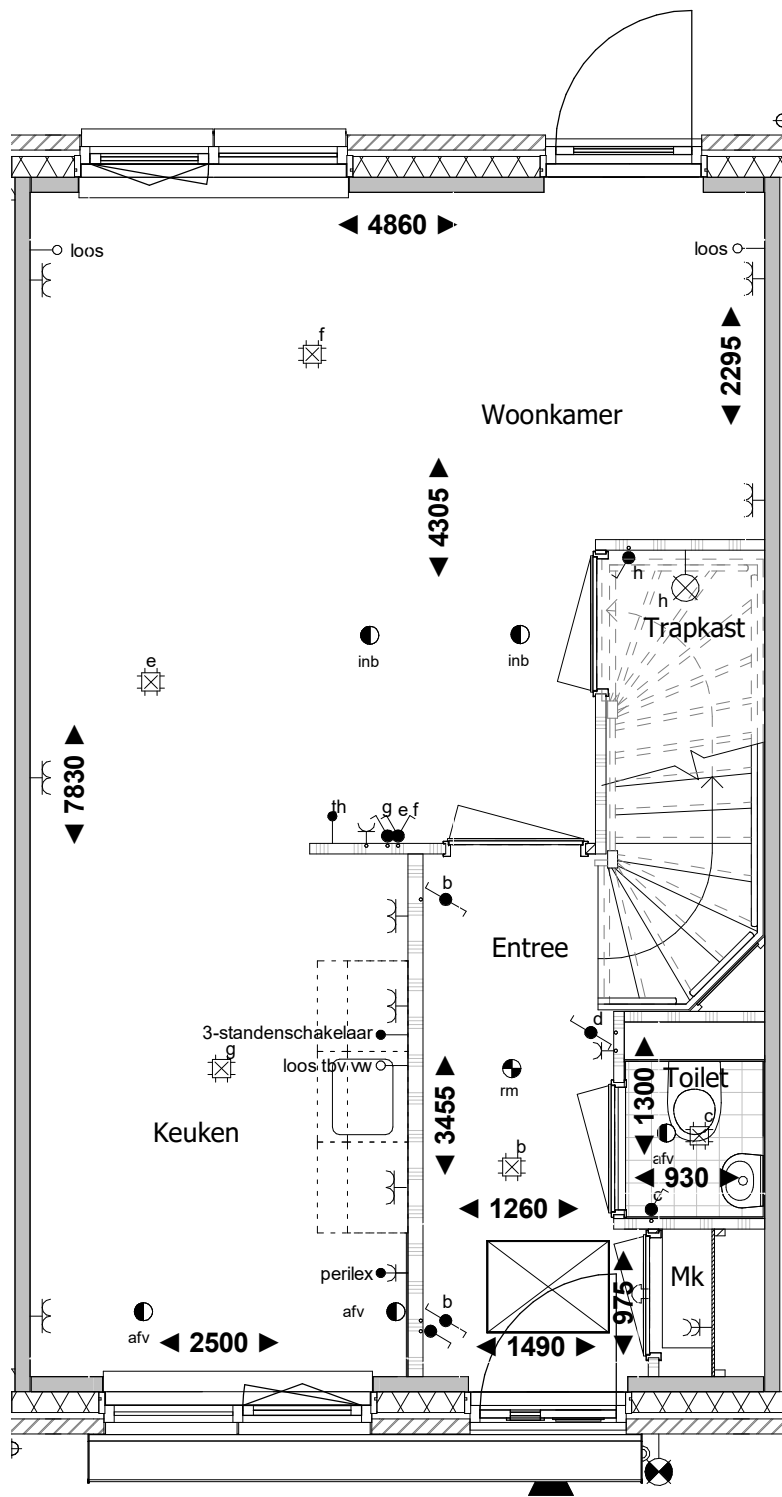 4860
loos
loos
f
2295
Woonkamer
4305
h
h
Trapkast
inb
inb
e
7830
th
g
e f
b
Entree
d
3-standenschakelaar
g
loos tbv vw
rm
3455
Keuken
1300
Toilet
c
afv
930
b
c
1260
perilex
Mk
975
b
afv
afv
2500
1490